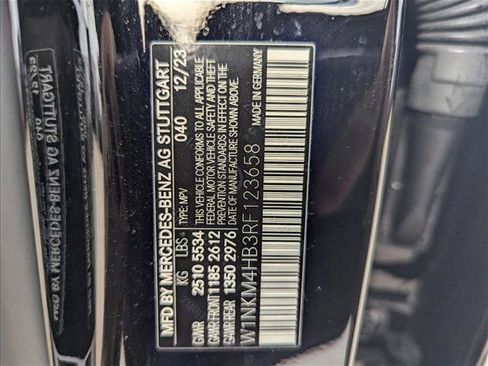 MFD BY MERCEDES-BENZ AG STUTTGART
040 12/23
KG LBS TYPE: MPV
GVWR 2510 5534 THIS VEHICLE CONFORMS TO ALL APPLICABLE
GAWR FRONT 1185 2612 FEDERAL MOTOR VEHICLE SAFETY AND THEFT
PREVENTION STANDARDS IN EFFECT ON THE
GAWR REAR 1350 2976 DATE OF MANUFACTURE SHOWN ABOVE.
MADE IN GERMANY
W1NKM4HB3RF123658